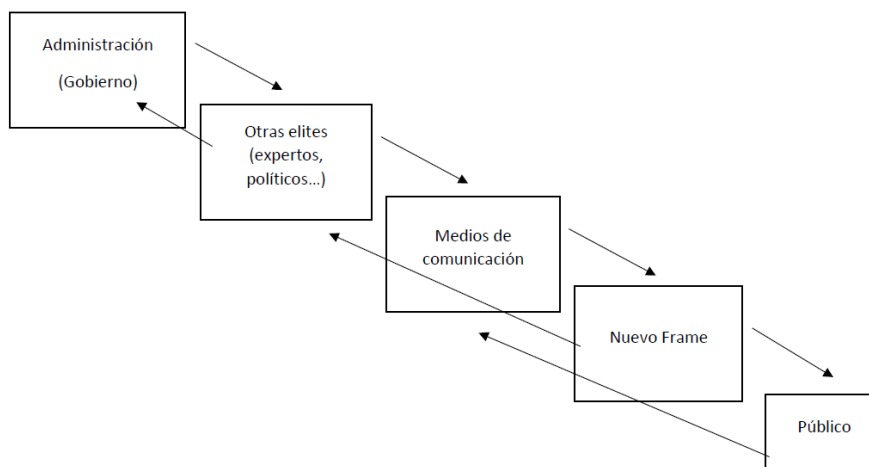 Administración
(Gobierno)
Otras elites
(expertos,
políticos...)
Medios de
comunicación
Nuevo Frame
Público